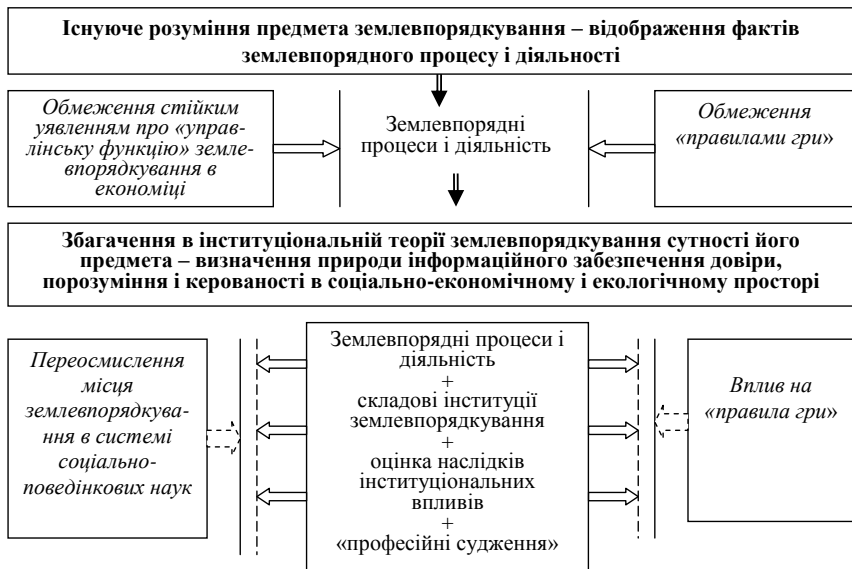 Існуюче розуміння предмета землевпорядкування – відображення фактів
землевпорядного процесу і діяльності
Обмеження стійким
уявленням про «управ-
лінську функцію» земле-
впорядкування в
економіці
Землевпорядні
процеси і діяльність
Обмеження
«правилами гри»
Збагачення в інституціональній теорії землевпорядкування сутності його
предмета – визначення природи інформаційного забезпечення довіри,
порозуміння і керованості в соціально-економічному і екологічному просторі
Переосмислення
місця
землевпорядкува-
ння в системі
соціально-
поведінкових наук
Землевпорядні процеси і
діяльність
+
складові інституції
землевпорядкування
+
оцінка наслідків
інституціональних
впливів
+
«професійні судження»
Вплив на
«правила гри»